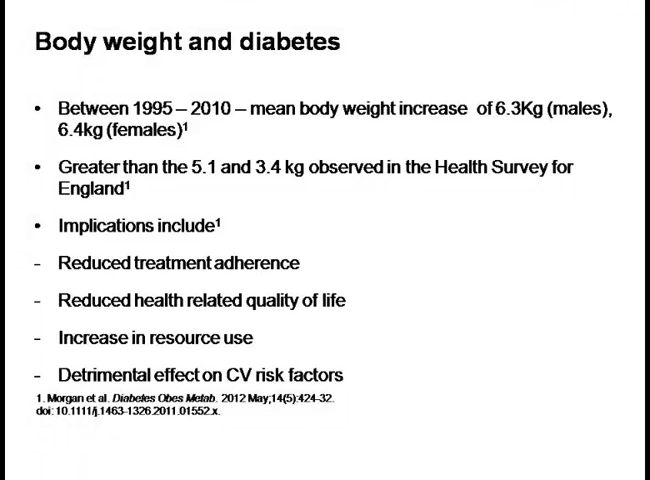 Body weight and diabetes
• Between 1995 – 2010 – mean body weight increase of 6.3Kg (males),
6.4kg (females)¹
• Greater than the 5.1 and 3.4 kg observed in the Health Survey for
England¹
• Implications include¹
- Reduced treatment adherence
- Reduced health related quality of life
- Increase in resource use
- Detrimental effect on CV risk factors
1. Morgan et al. Diabetes Obes Metab. 2012 May;14(5):424-32.
doi: 10.1111/j.1463-1326.2011.01552.x.